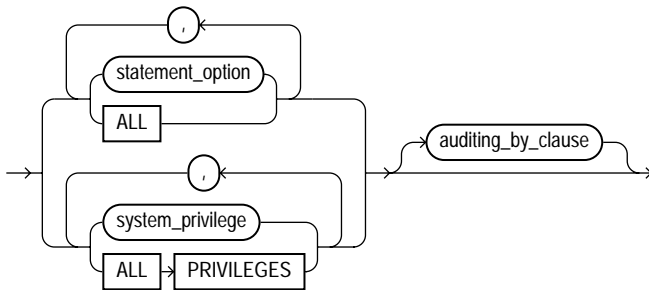 ,
statement_option
ALL
auditing_by_clause
,
system_privilege
ALL PRIVILEGES